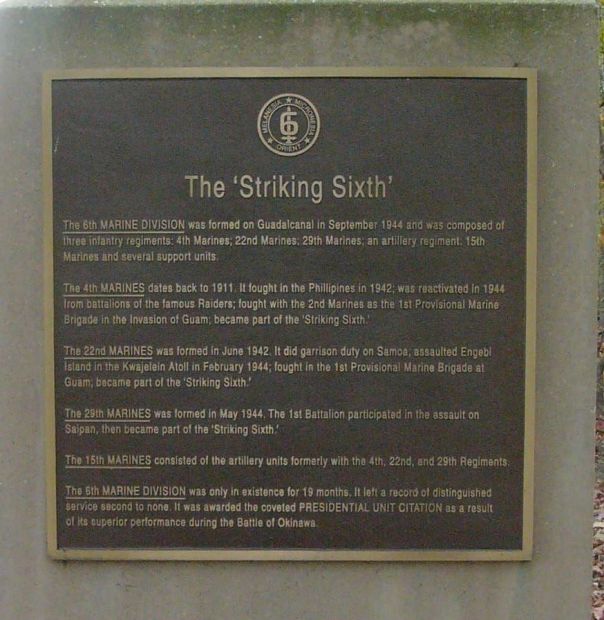 MELANESIA ★ MICRONESIA ★ ORIENT ★
6
The 'Striking Sixth'
The 6th MARINE DIVISION was formed on Guadalcanal in September 1944 and was composed of
three infantry regiments: 4th Marines; 22nd Marines; 29th Marines; an artillery regiment: 15th
Marines and several support units.
The 4th MARINES dates back to 1911. It fought in the Phillipines in 1942; was reactivated in 1944
from battalions of the famous Raiders; fought with the 2nd Marines as the 1st Provisional Marine
Brigade in the Invasion of Guam; became part of the 'Striking Sixth.'
The 22nd MARINES was formed in June 1942. It did garrison duty on Samoa; assaulted Engebi
Island in the Kwajelein Atoll in February 1944; fought in the 1st Provisional Marine Brigade at
Guam; became part of the 'Striking Sixth.'
The 29th MARINES was formed in May 1944. The 1st Battalion participated in the assault on
Saipan, then became part of the 'Striking Sixth.'
The 15th MARINES consisted of the artillery units formerly with the 4th, 22nd, and 29th Regiments.
The 6th MARINE DIVISION was only in existence for 19 months. It left a record of distinguished
service second to none. It was awarded the coveted PRESIDENTIAL UNIT CITATION as a result
of its superior performance during the Battle of Okinawa.